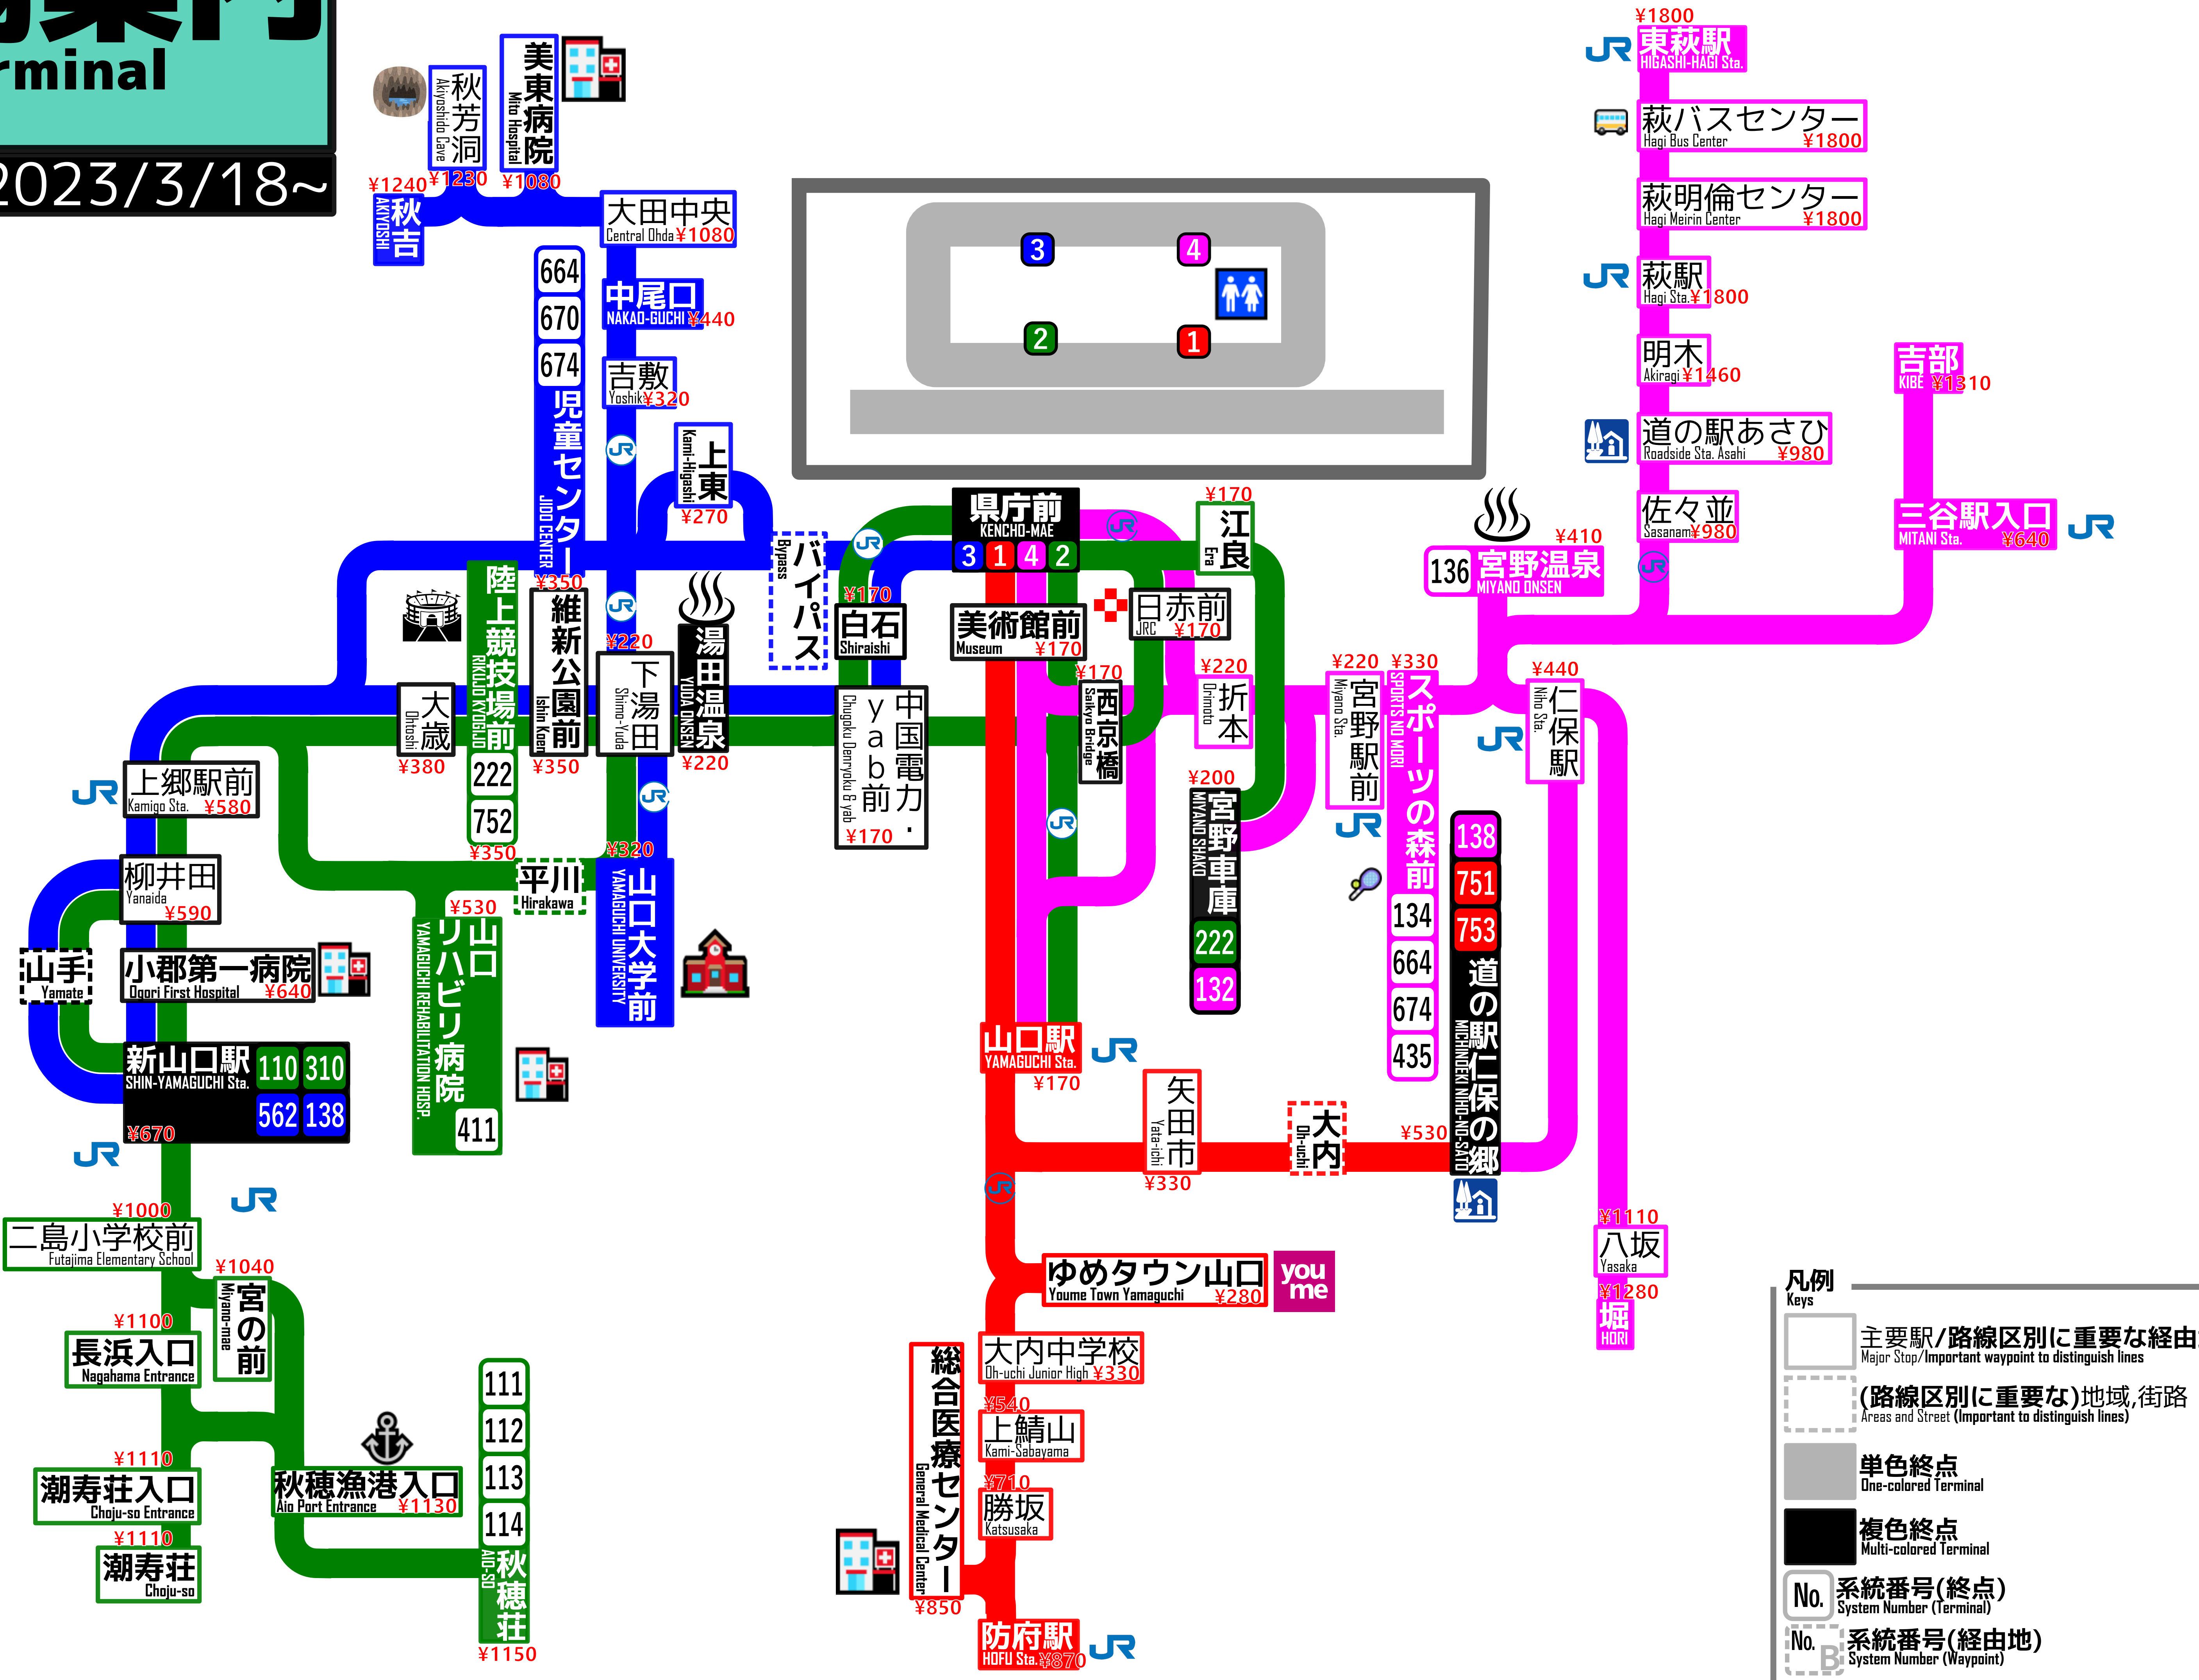 rminal
2023/3/18~
秋芳洞
Akiyoshido Cave
¥1230
美東病院
Mito Hospital
¥1080
¥1240
秋吉
AKIYOSHI
大田中央
Central Ohda ¥1080
664
670
674
児童センター
JIDO CENTER
¥350
中尾口
NAKAO-GUCHI ¥440
吉敷
¥320
JR
上東
Kami-Higashi
¥270
バイパス
Bypass
JR
3
4
2
1
県庁前
KENCHO-MAE
3 1 4 2
JR
JR
¥170
江良
Era
¥170
白石
Shiraishi
美術館前
Museum ¥170
日赤前
JRC ¥170
¥170
西京橋
Saikyo Bridge
¥220
折本
Orimoto
中国電力・yab前
Chugoku Denryoku & yab
¥170
陸上競技場前
RIKUJO KYOGIJO
222
752
¥350
維新公園前
Ishin Koen
¥350
JR
¥220
下湯田
Shimo-Yuda
湯田温泉
YUDA ONSEN
¥220
大歳
Ohtoshi
¥380
JR
上郷駅前
Kamigo Sta. ¥580
柳井田
Yanaida
¥590
山手
Yamate
小郡第一病院
Ogori First Hospital ¥640
新山口駅
SHIN-YAMAGUCHI Sta.
110 310
562 138
¥670
JR
JR
平川
Hirakawa
¥530
山口リハビリ病院
YAMAGUCHI REHABILITATION HOSP.
411
JR
¥320
山口大学前
YAMAGUCHI UNIVERSITY
¥1000
二島小学校前
Futajima Elementary School
¥1040
宮の前
Miyano-mae
¥1100
長浜入口
Nagahama Entrance
¥1110
潮寿荘入口
Choju-so Entrance
¥1110
潮寿荘
Choju-so
秋穂漁港入口
Aio Port Entrance ¥1130
111
112
113
114
秋穂荘
AIO-SO
¥1150
JR
山口駅
YAMAGUCHI Sta.
¥170
JR
矢田市
Yata-ichi
¥330
大内
Oh-uchi
¥530
138
751
753
道の駅仁保の郷
MICHINOEKI NIHO-NO-SATO
JR
ゆめタウン山口
Youme Town Yamaguchi ¥280
you
me
大内中学校
Oh-uchi Junior High ¥330
¥540
上鯖山
Kami-Sabayama
¥710
勝坂
Katsusaka
総合医療センター
General Medical Center
¥850
防府駅
HOFU Sta. ¥870
JR
¥200
宮野車庫
MIYANO SHAKO
222
132
¥220
宮野駅前
Miyano Sta.
JR
¥330
スポーツの森前
SPORTS NO MORI
134
664
674
435
¥410
136
宮野温泉
MIYANO ONSEN
¥440
仁保駅
Niho Sta.
JR
¥1110
八坂
Yasaka
¥1280
堀
HORI
¥1800
JR
東萩駅
HIGASHI-HAGI Sta.
萩バスセンター
Hagi Bus Center ¥1800
萩明倫センター
Hagi Meirin Center ¥1800
JR
萩駅
Hagi Sta. ¥1800
明木
Akiragi ¥1460
道の駅あさひ
Roadside Sta. Asahi ¥980
佐々並
¥980
JR
吉部
KIBE ¥1310
三谷駅入口
MITANI Sta. ¥640
JR
凡例
Keys
主要駅/路線区別に重要な経由
Major Stop/Important waypoint to distinguish lines
(路線区別に重要な)地域,街路
Areas and Street (Important to distinguish lines)
単色終点
One-colored Terminal
複色終点
Multi-colored Terminal
No.
系統番号(終点)
System Number (Terminal)
No.
B
系統番号(経由地)
System Number (Waypoint)